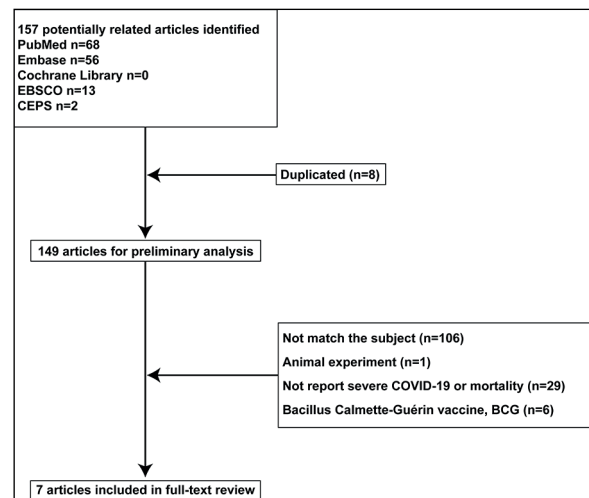 157 potentially related articles identified
PubMed n=68
Embase n=56
Cochrane Library n=0
EBSCO n=13
CEPS n=2
Duplicated (n=8)
149 articles for preliminary analysis
Not match the subject (n=106)
Animal experiment (n=1)
Not report severe COVID-19 or mortality (n=29)
Bacillus Calmette-Guérin vaccine, BCG (n=6)
7 articles included in full-text review